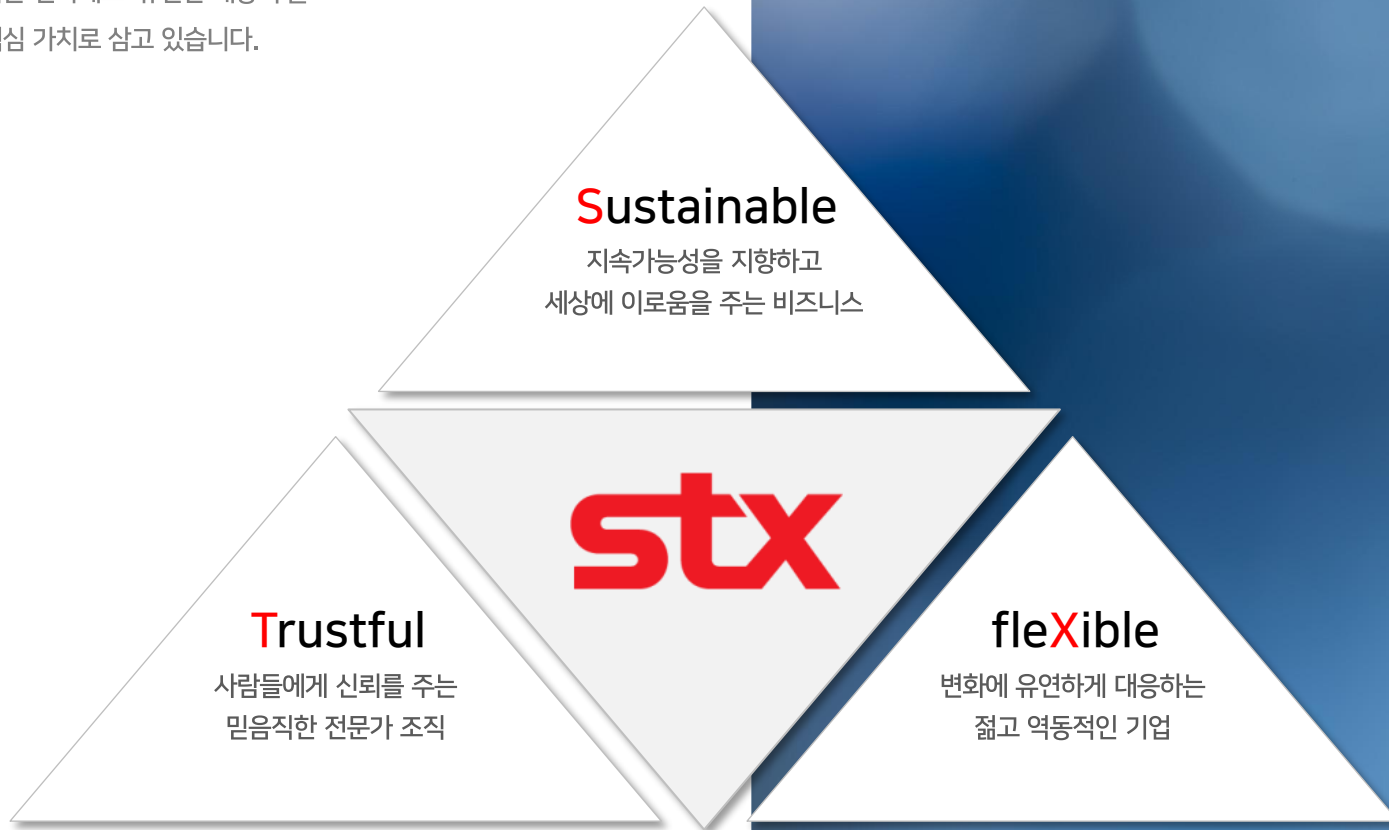 심 가치로 삼고 있습니다.
Sustainable
지속가능성을 지향하고
세상에 이로움을 주는 비즈니스
stx
Trustful
사람들에게 신뢰를 주는
믿음직한 전문가 조직
fleXible
변화에 유연하게 대응하는
젊고 역동적인 기업